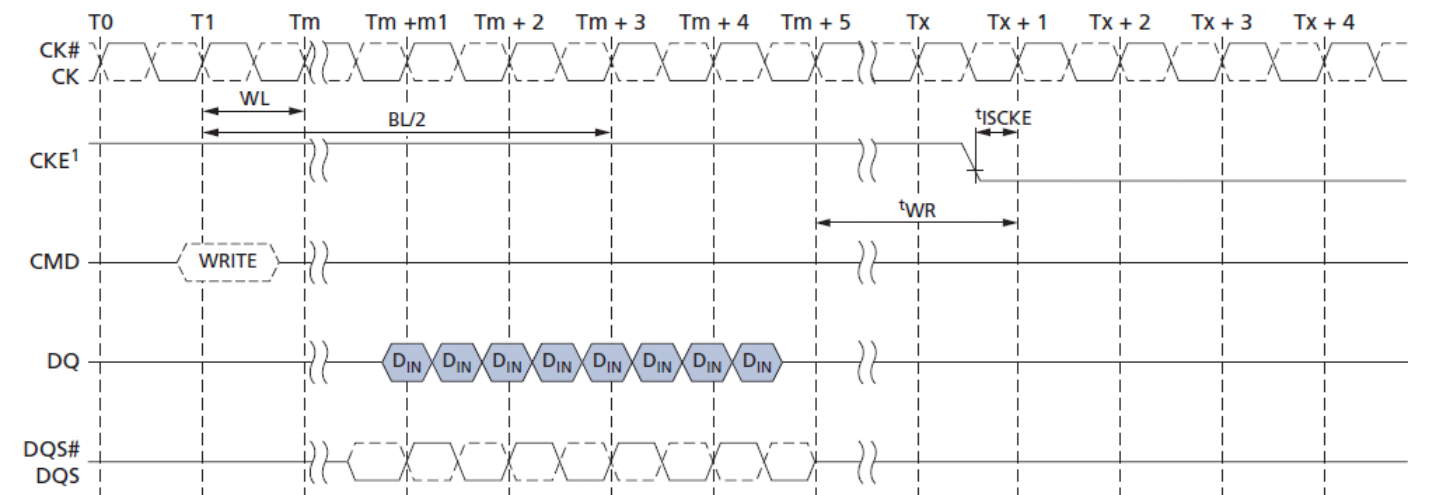 T0 T1 Tm Tm +m1 Tm + 2 Tm + 3 Tm + 4 Tm + 5 Tx Tx + 1 Tx + 2 Tx + 3 Tx + 4
CK#
CK
WL
BL/2
tISCKE
CKE1
tWR
CMD WRITE
DQ DIN DIN DIN DIN DIN DIN DIN DIN
DQS#
DQS